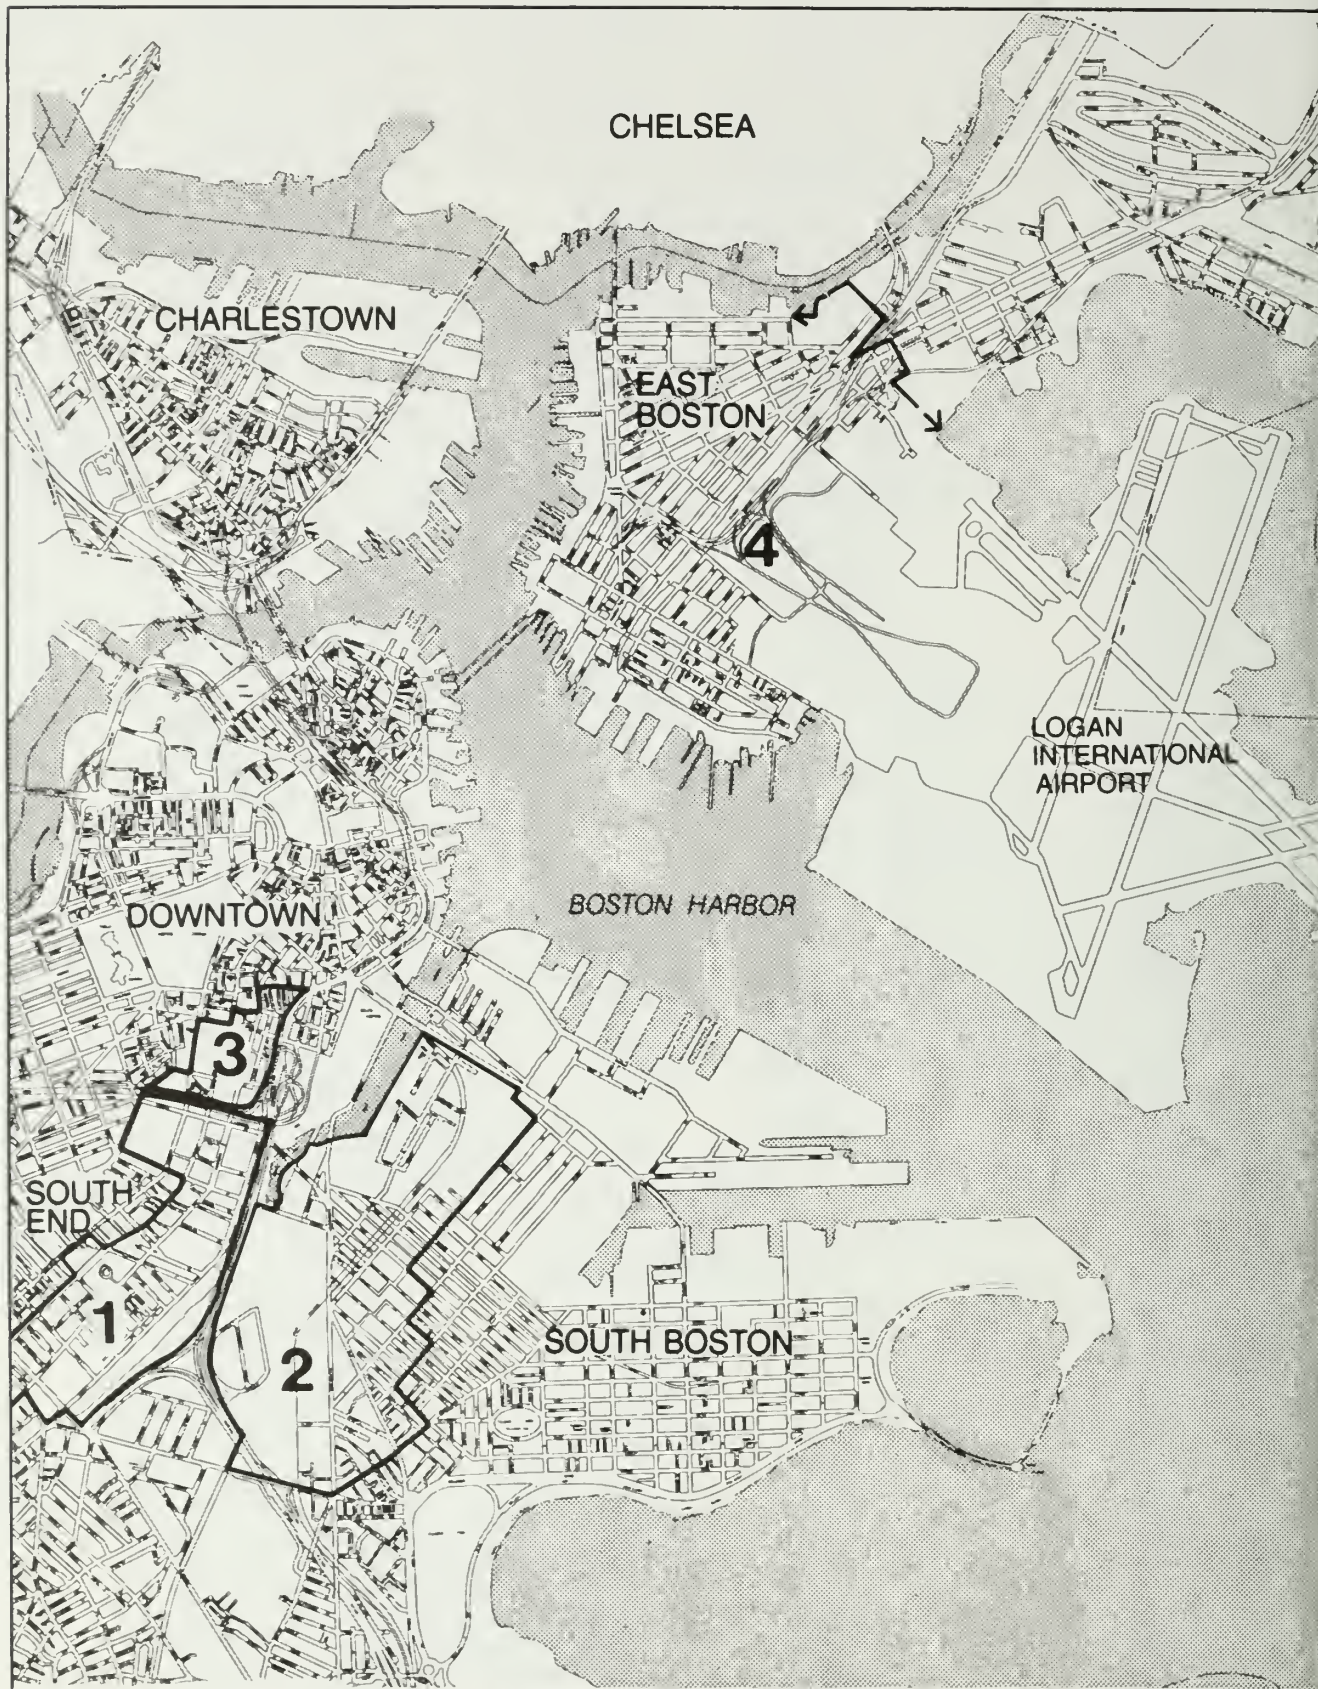 CHELSEA
CHARLESTOWN
EAST
BOSTON
4
LOGAN
INTERNATIONAL
AIRPORT
BOSTON HARBOR
DOWNTOWN
3
SOUTH
END
1
2
SOUTH BOSTON